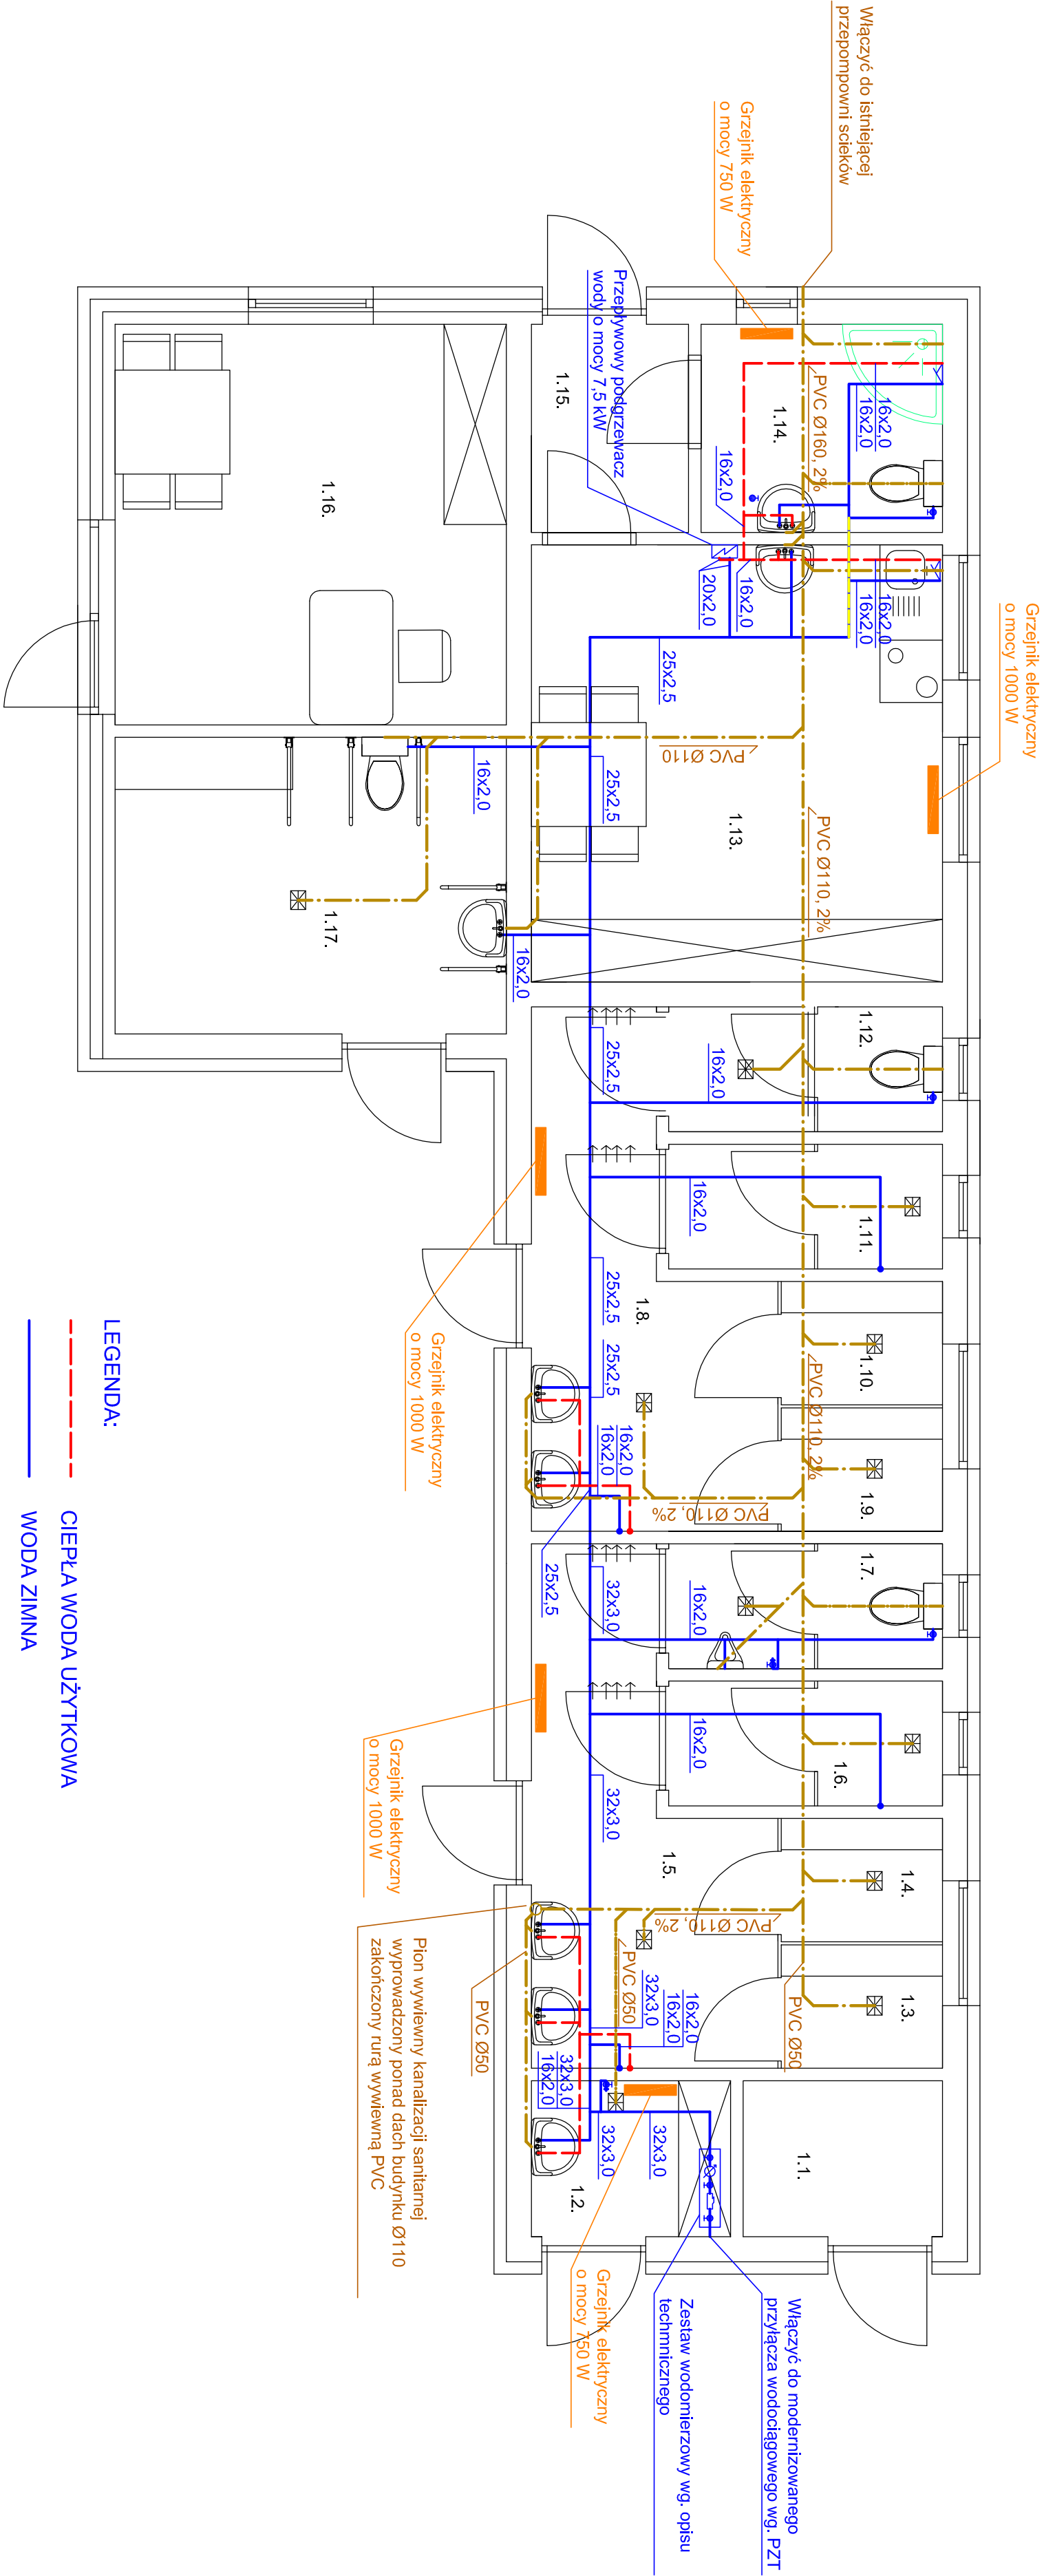 Włączyć do istniejącej
przepompowni scieków
Grzejnik elektryczny
o mocy 750 W
Grzejnik elektryczny
o mocy 1000 W
Przepływowy podgrzewacz
wody o mocy 7,5 kW
1.14.
PVC Ø160, 2%
16x2,0
16x2,0
16x2,0
1.15.
1.16.
16x2,0
16x2,0
16x2,0
20x2,0
25x2,5
PVC Ø110
25x2,5
1.13.
PVC Ø110, 2%
16x2,0
1.17.
16x2,0
1.12.
16x2,0
25x2,5
1.11.
16x2,0
25x2,5
1.8.
1.10.
25x2,5
PVC Ø110, 2%
16x2,0
16x2,0
1.9.
PVC Ø110, 2%
25x2,5
Grzejnik elektryczny
o mocy 1000 W
1.7.
16x2,0
32x3,0
1.6.
16x2,0
32x3,0
Grzejnik elektryczny
o mocy 1000 W
1.5.
1.4.
PVC Ø110, 2%
1.3.
PVC Ø50
PVC Ø50
PVC Ø50
16x2,0
16x2,0
32x3,0
32x3,0
16x2,0
32x3,0
32x3,0
1.1.
1.2.
Pion wywiewny kanalizacji sanitarnej
wyprowadzony ponad dach budynku Ø110
zakończony rurą wywiewną PVC
Grzejnik elektryczny
o mocy 750 W
Włączyć do modernizowanego
przyłącza wodociągowego wg. PZT
Zestaw wodomierzowy wg. opisu
techmnicznego
LEGENDA:
CIEPŁA WODA UŻYTKOWA
WODA ZIMNA